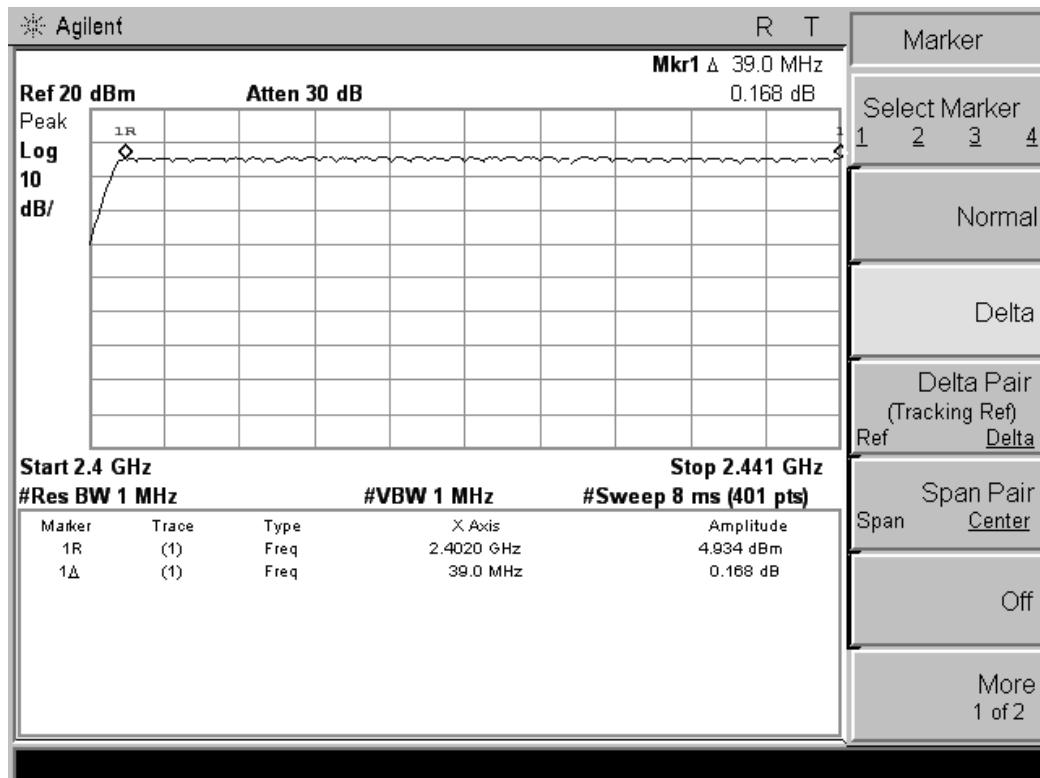 Agilent R T
Mkr1 Δ 39.0 MHz
Ref 20 dBm Atten 30 dB 0.168 dB
Peak
Log
10
dB/
1R
1
Start 2.4 GHz Stop 2.441 GHz
#Res BW 1 MHz #VBW 1 MHz #Sweep 8 ms (401 pts)
Marker Trace Type X Axis Amplitude
1R (1) Freq 2.4020 GHz 4.934 dBm
1Δ (1) Freq 39.0 MHz 0.168 dB
Marker
Select Marker
1 2 3 4
Normal
Delta
Delta Pair
(Tracking Ref)
Ref Delta
Span Pair
Span Center
Off
More
1 of 2